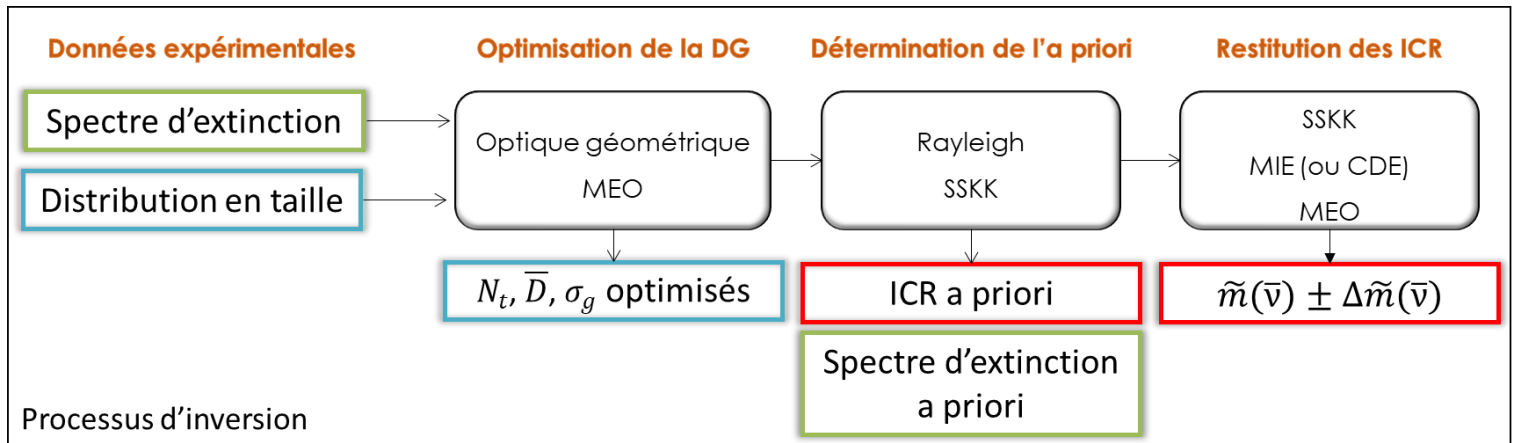 Données expérimentales
Optimisation de la DG
Détermination de l'a priori
Restitution des ICR
Spectre d'extinction
Distribution en taille
Optique géométrique
MEO
Rayleigh
SSKK
SSKK
MIE (ou CDE)
MEO
N_t, D̅, σ_g optimisés
ICR a priori
m̃(ν̅) ± Δm̃(ν̅)
Spectre d'extinction
a priori
Processus d'inversion